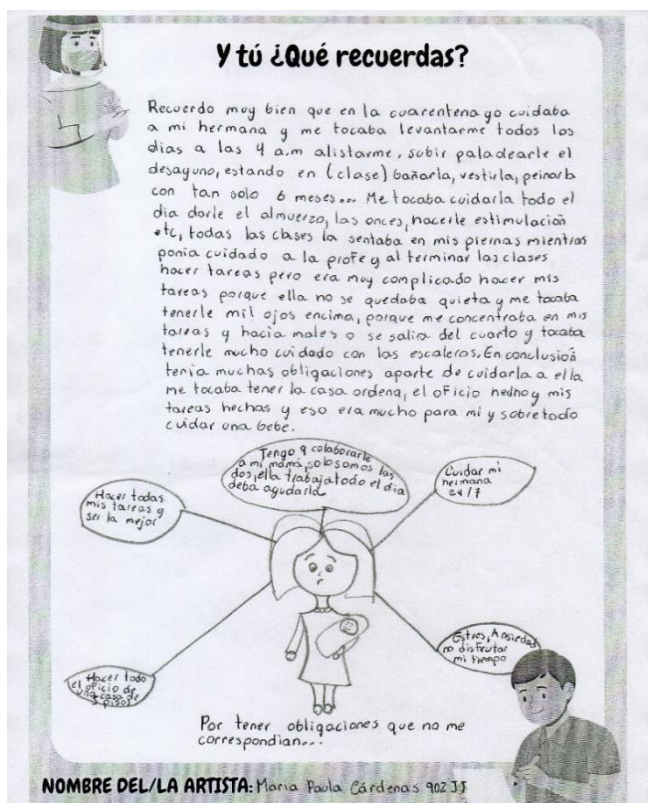 Y tú ¿Qué recuerdas?
Recuerdo muy bien que en la cuarentena yo cuidaba
a mi hermana y me tocaba levantarme todos los
dias a las 4 a.m alistarme, subir paladearle el
desayuno, estando en (clase) bañarla, vestirla, peinarla
con tan solo 6 meses... Me tocaba cuidarla todo el
dia darle el almuerzo, las onces, hacerle estimulación
etc, todas las clases la sentaba en mis piernas mientras
ponia cuidado a la profe y al terminar las clases
hacer tareas pero era muy complicado hacer mis
tareas porque ella no se quedaba quieta y me tocaba
tenerle mil ojos encima, porque me concentraba en mis
tareas y hacia males o se salia del cuarto y tocaba
tenerle mucho cuidado con las escaleras. En conclusión
tenia muchas obligaciones aparte de cuidarla a ella
me tocaba tener la casa ordena, el oficio hecho y mis
tareas hechas y eso era mucho para mi y sobretodo
cuidar una bebe.
Tengo q colaborarle
a mi mamá, solo somos las
dos, ella trabaja todo el dia
deba ayudarla
Hacer todas
mis tareas y
ser la mejor
Cuidar mi
hermana
24/7
Hacer todo
el oficio de
una casa de
3 pisos
Estres, Ansiedad
no disfrutar
mi tiempo
Por tener obligaciones que no me
correspondian...
NOMBRE DEL/LA ARTISTA: Maria Paula Cárdenas 902 JJ